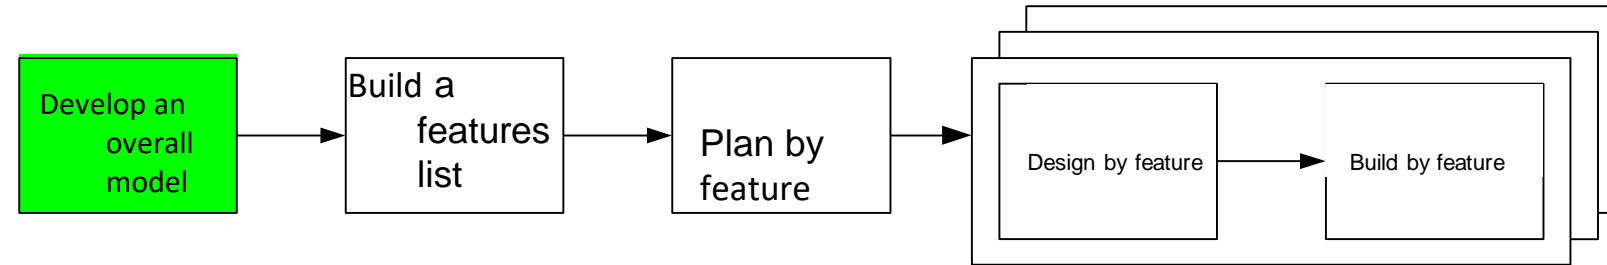 Develop an
overall
model
Build a
features
list
Plan by
feature
Design by feature
Build by feature